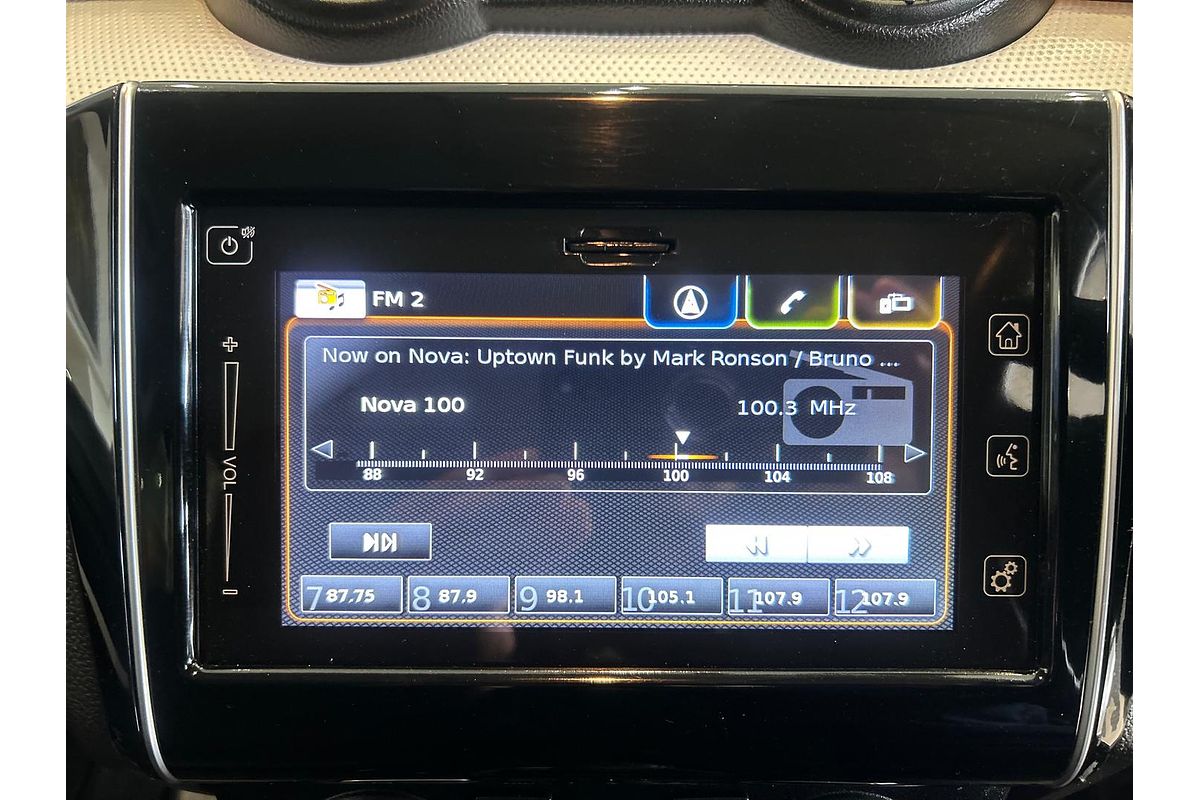 FM 2
Now on Nova: Uptown Funk by Mark Ronson / Bruno ...
Nova 100
100.3 MHz
88 92 96 100 104 108
VOL
7 87,75 8 87,9 9 98.1 10 105.1 11 107.9 12 107.9